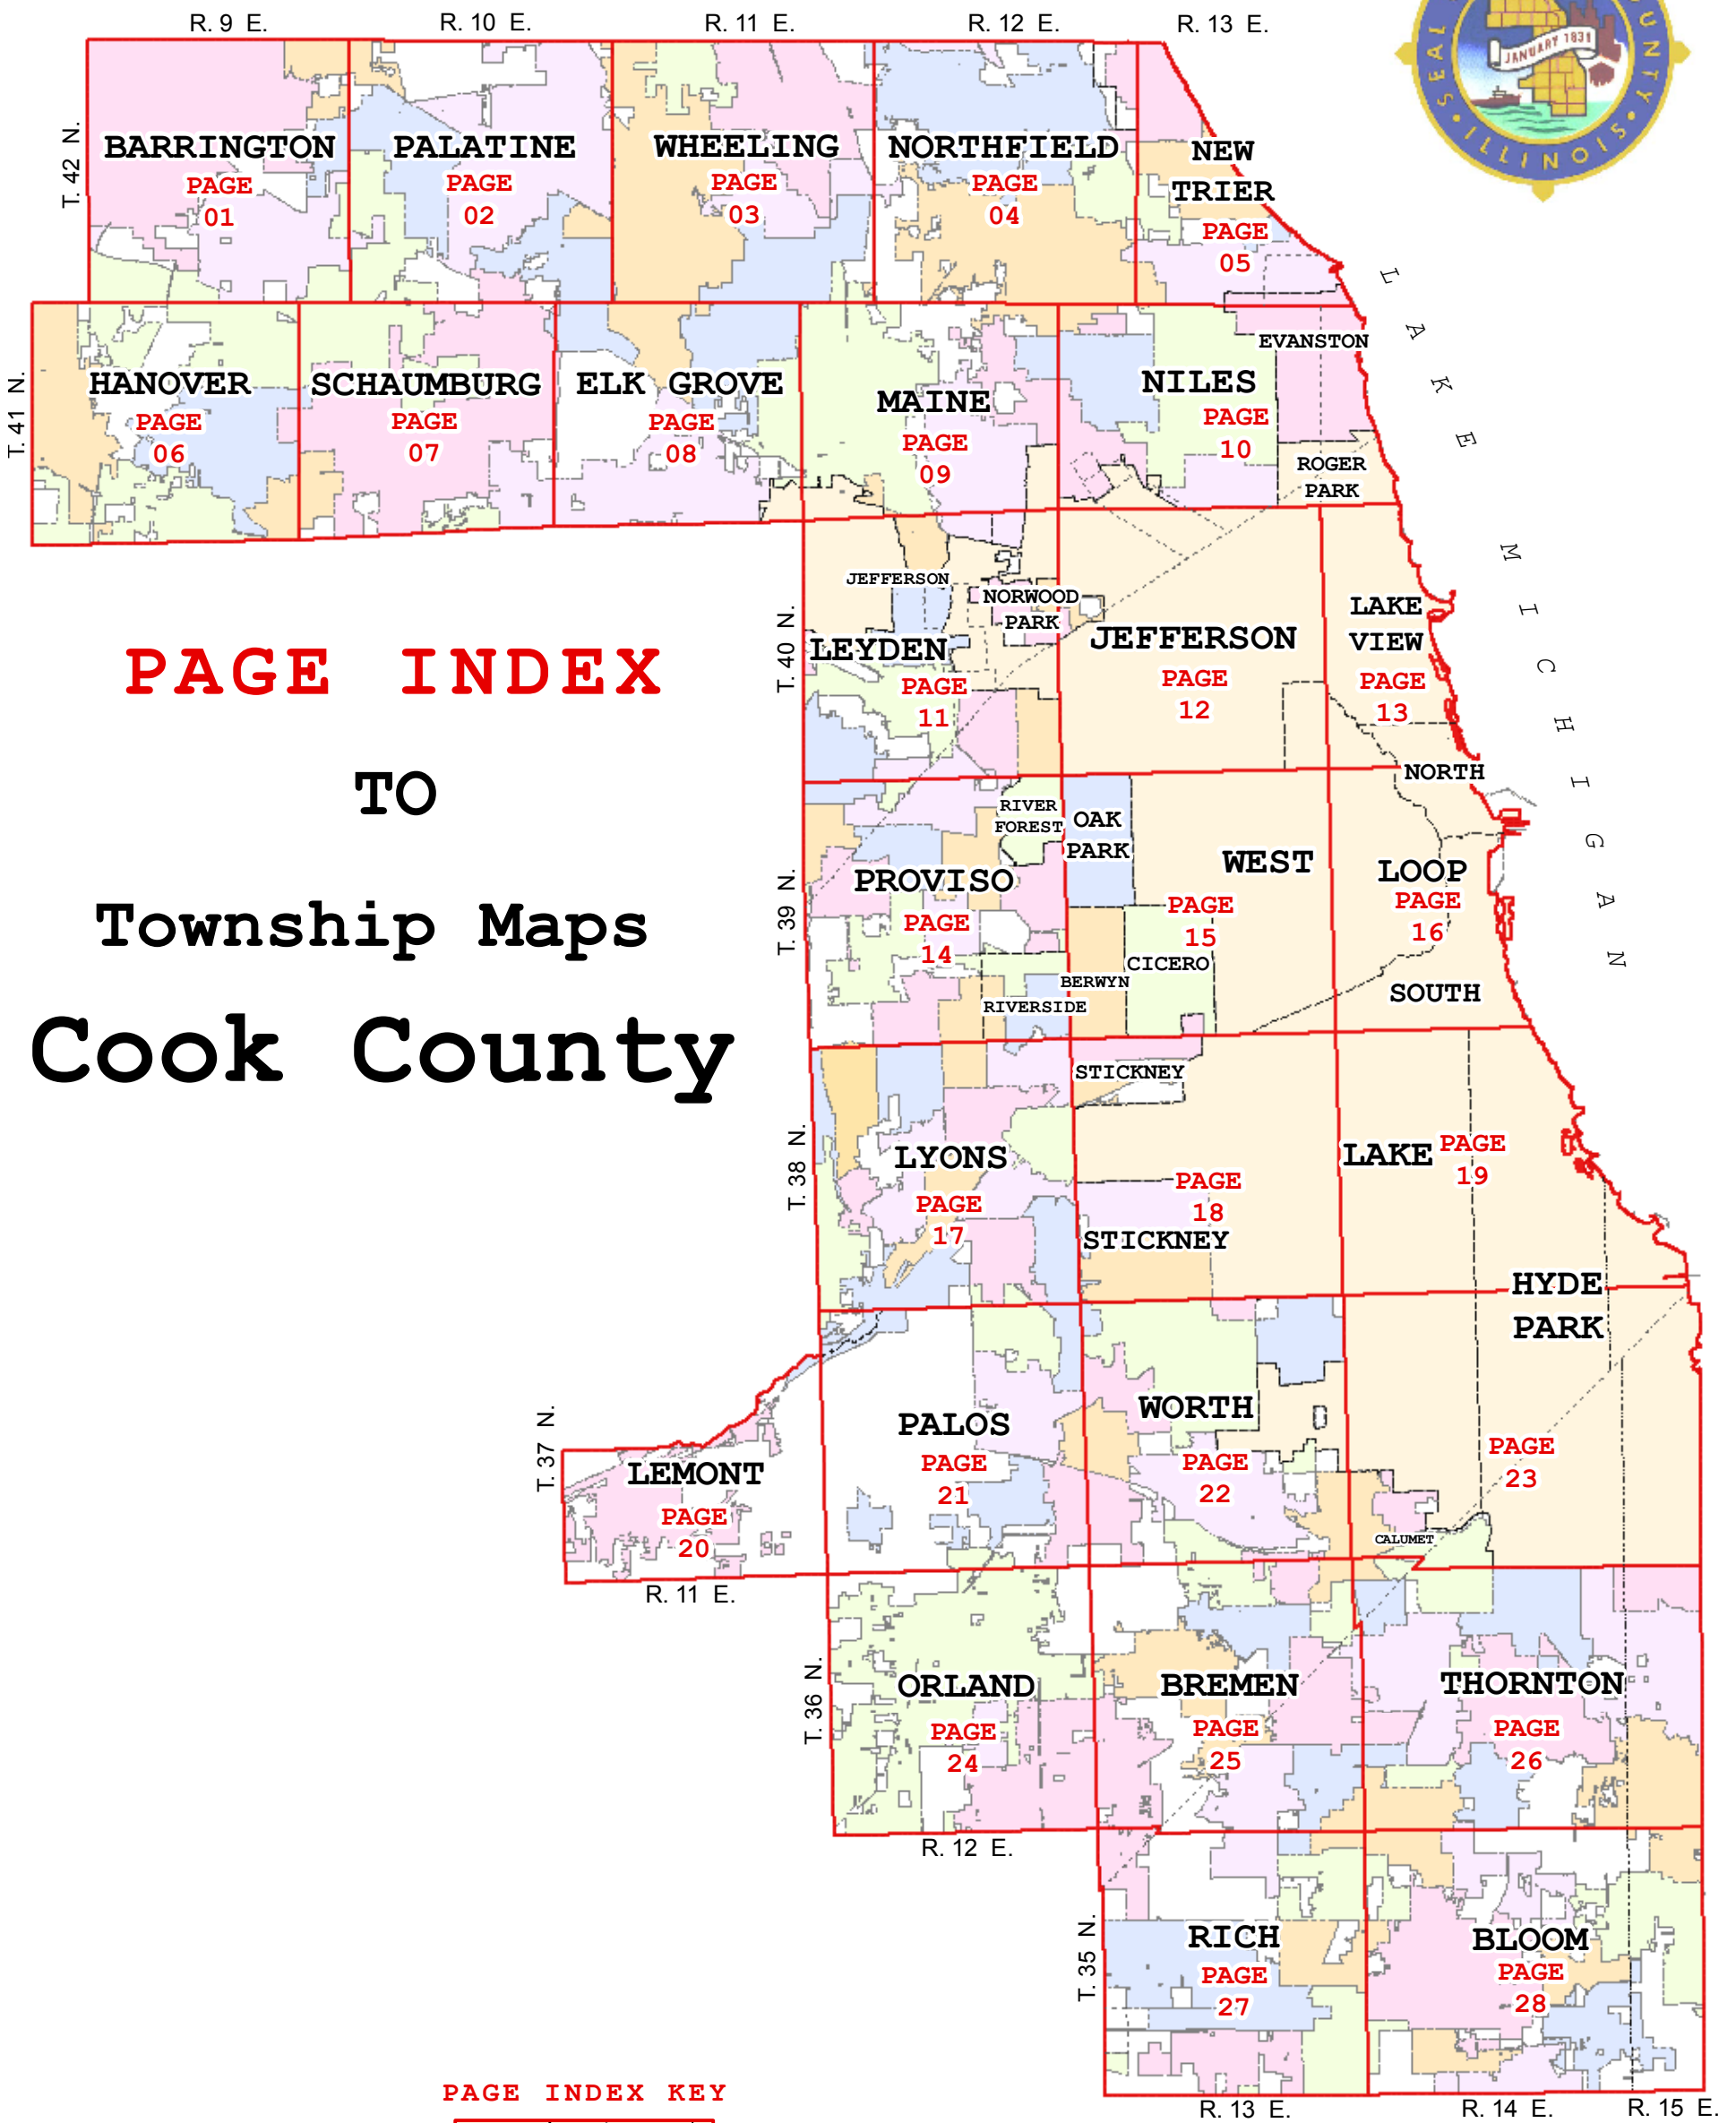 R. 9 E.
R. 10 E.
R. 11 E.
R. 12 E.
R. 13 E.
SEAL
UNTY
JANUARY 1831
ILLINOIS
T. 42 N.
BARRINGTON
PAGE
01
PALATINE
PAGE
02
WHEELING
PAGE
03
NORTHFIELD
PAGE
04
NEW
TRIER
PAGE
05
LAKE MICHIGAN
T. 41 N.
HANOVER
PAGE
06
SCHAUMBURG
PAGE
07
ELK GROVE
PAGE
08
MAINE
PAGE
09
NILES
PAGE
10
EVANSTON
ROGER
PARK
PAGE INDEX
TO
Township Maps
Cook County
T. 40 N.
JEFFERSON
NORWOOD
PARK
LEYDEN
PAGE
11
JEFFERSON
PAGE
12
LAKE
VIEW
PAGE
13
NORTH
T. 39 N.
RIVER
FOREST
PROVISO
PAGE
14
RIVERSIDE
OAK
PARK
WEST
PAGE
15
CICERO
BERWYN
LOOP
PAGE
16
SOUTH
T. 38 N.
LYONS
PAGE
17
STICKNEY
PAGE
18
STICKNEY
LAKE
PAGE
19
HYDE
PARK
T. 37 N.
LEMONT
PAGE
20
R. 11 E.
PALOS
PAGE
21
WORTH
PAGE
22
PAGE
23
CALUMET
T. 36 N.
ORLAND
PAGE
24
R. 12 E.
BREMEN
PAGE
25
THORNTON
PAGE
26
T. 35 N.
RICH
PAGE
27
BLOOM
PAGE
28
PAGE INDEX KEY
R. 13 E.
R. 14 E.
R. 15 E.